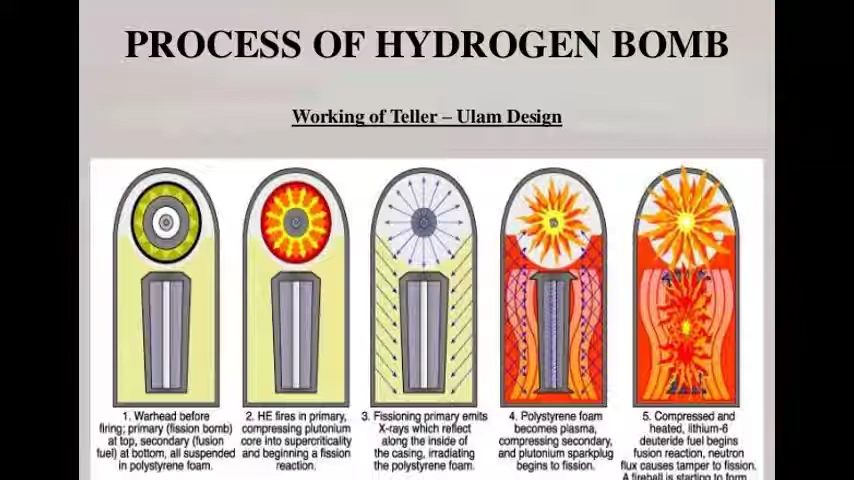 PROCESS OF HYDROGEN BOMB
Working of Teller – Ulam Design
1. Warhead before
firing; primary (fission bomb)
at top, secondary (fusion
fuel) at bottom, all suspended
in polystyrene foam.
2. HE fires in primary,
compressing plutonium
core into supercriticality
and beginning a fission
reaction.
3. Fissioning primary emits
X-rays which reflect
along the inside of
the casing, irradiating
the polystyrene foam.
4. Polystyrene foam
becomes plasma,
compressing secondary,
and plutonium sparkplug
begins to fission.
5. Compressed and
heated, lithium-6
deuteride fuel begins
fusion reaction, neutron
flux causes tamper to fission.
A fireball is starting to form